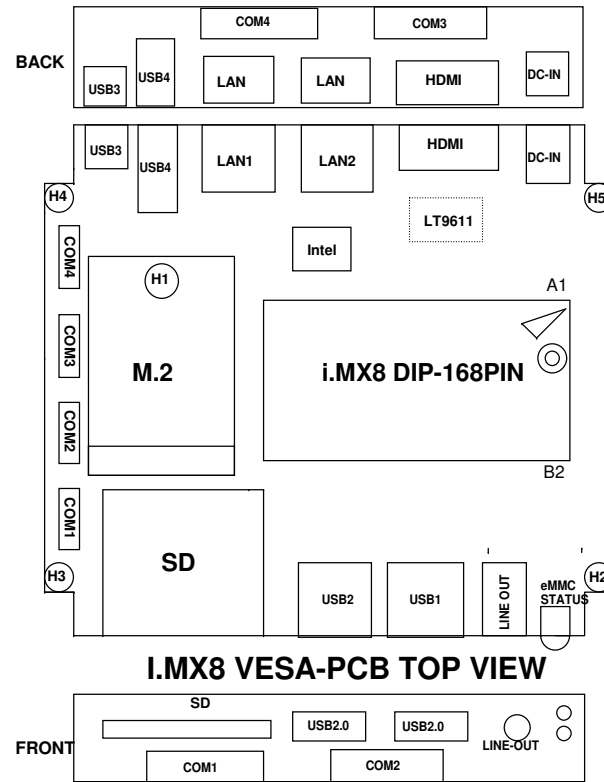 COM4 COM3
BACK
USB3 USB4 LAN LAN HDMI DC-IN
USB3 USB4 LAN1 LAN2 HDMI DC-IN
H4 H5
LT9611
COM4 Intel
H1 A1
COM3 M.2 i.MX8 DIP-168PIN
COM2
B2
COM1 SD
H3 H2
USB2 USB1 LINE OUT eMMC
STATUS
I.MX8 VESA-PCB TOP VIEW
SD
USB2.0 USB2.0
FRONT LINE-OUT
COM1 COM2